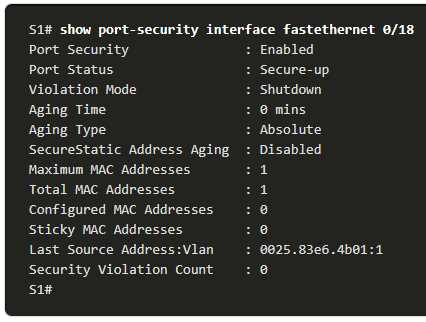 S1# show port-security interface fastethernet 0/18
Port Security : Enabled
Port Status : Secure-up
Violation Mode : Shutdown
Aging Time : 0 mins
Aging Type : Absolute
SecureStatic Address Aging : Disabled
Maximum MAC Addresses : 1
Total MAC Addresses : 1
Configured MAC Addresses : 0
Sticky MAC Addresses : 0
Last Source Address:Vlan : 0025.83e6.4b01:1
Security Violation Count : 0
S1#